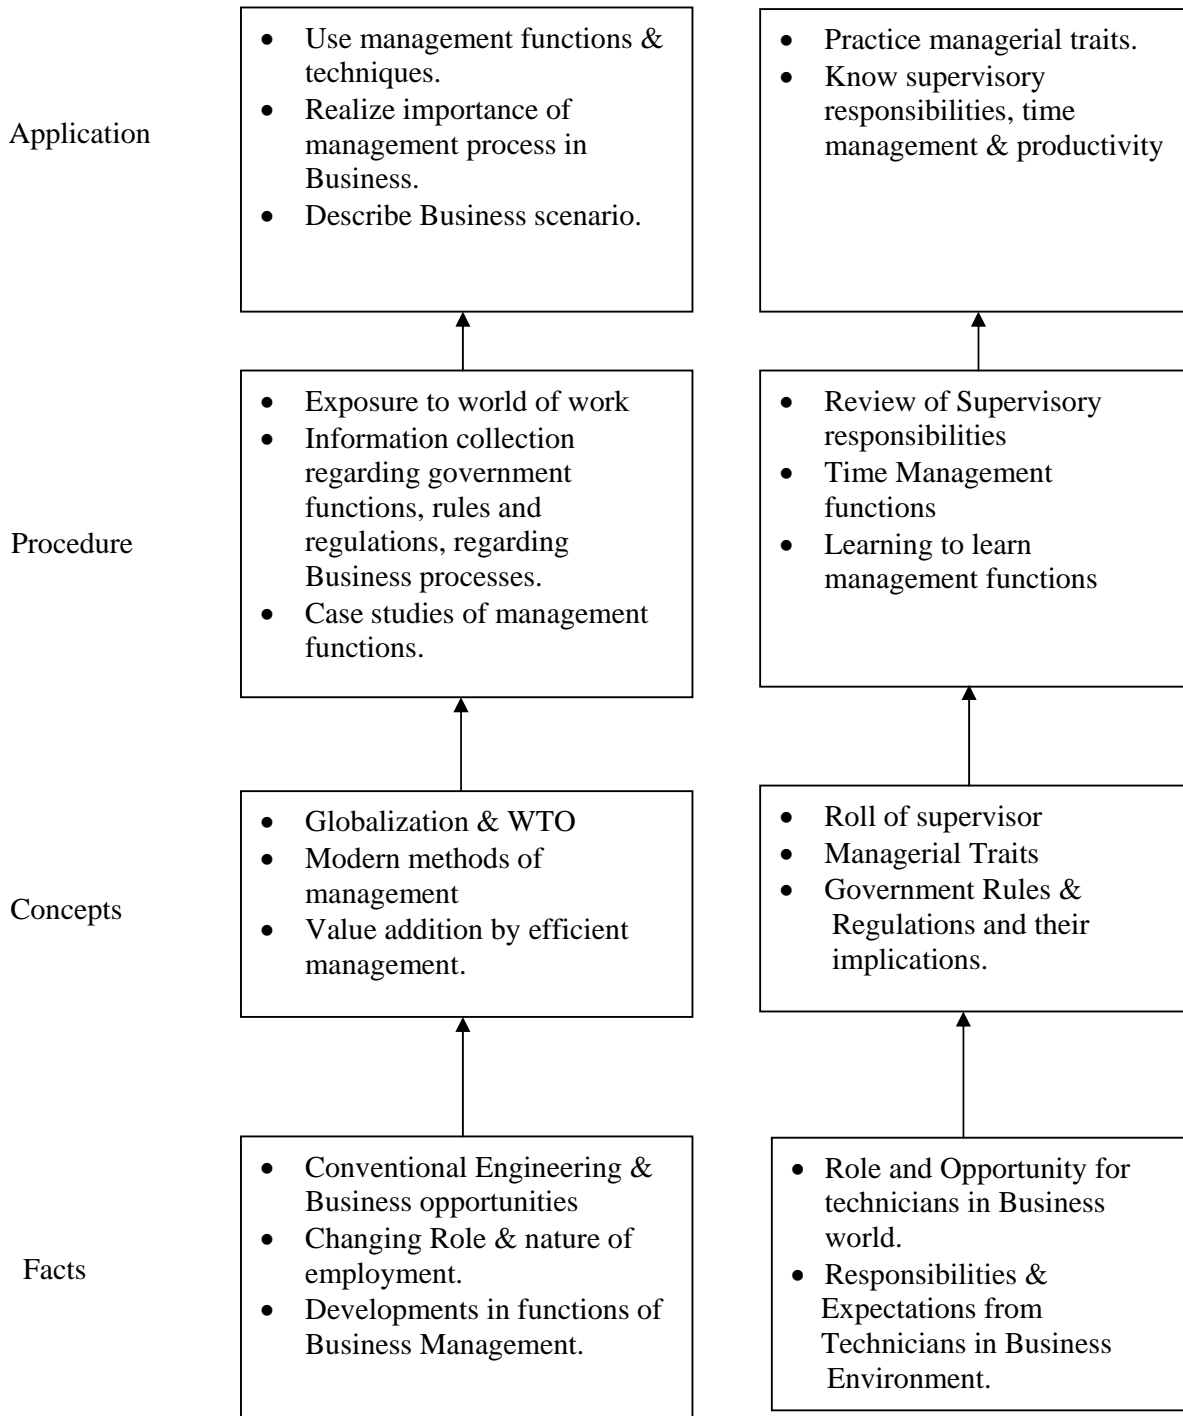 Application
• Use management functions &
techniques.
• Realize importance of
management process in
Business.
• Describe Business scenario.
• Practice managerial traits.
• Know supervisory
responsibilities, time
management & productivity
Procedure
• Exposure to world of work
• Information collection
regarding government
functions, rules and
regulations, regarding
Business processes.
• Case studies of management
functions.
• Review of Supervisory
responsibilities
• Time Management
functions
• Learning to learn
management functions
Concepts
• Globalization & WTO
• Modern methods of
management
• Value addition by efficient
management.
• Roll of supervisor
• Managerial Traits
• Government Rules &
Regulations and their
implications.
Facts
• Conventional Engineering &
Business opportunities
• Changing Role & nature of
employment.
• Developments in functions of
Business Management.
• Role and Opportunity for
technicians in Business
world.
• Responsibilities &
Expectations from
Technicians in Business
Environment.